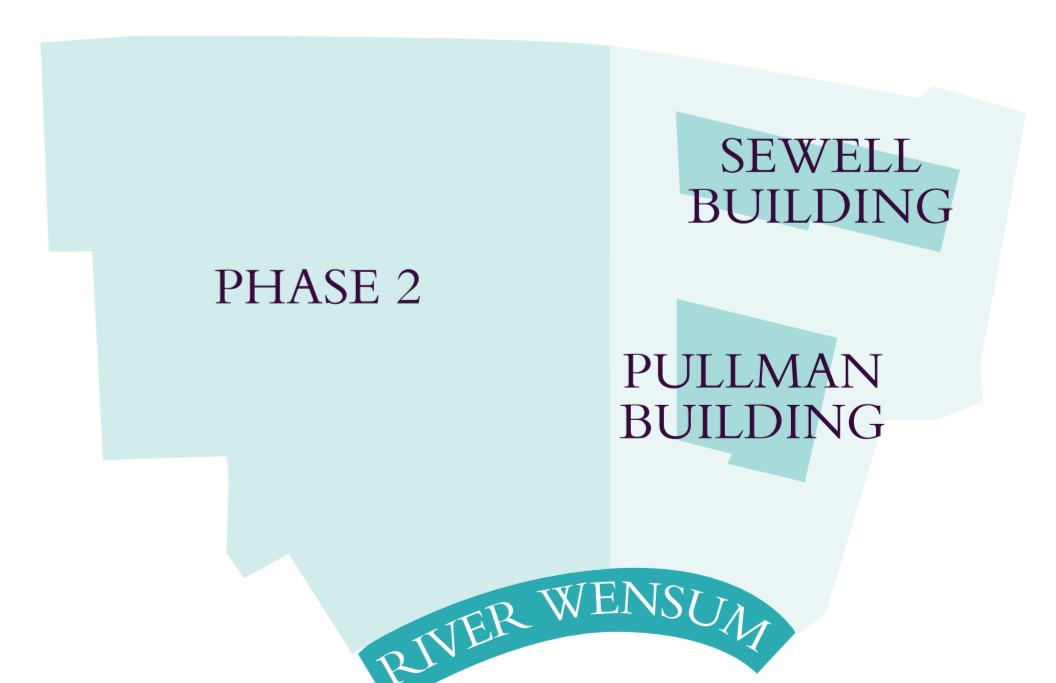 SEWELL
BUILDING
PHASE 2
PULLMAN
BUILDING
RIVER WENSUM